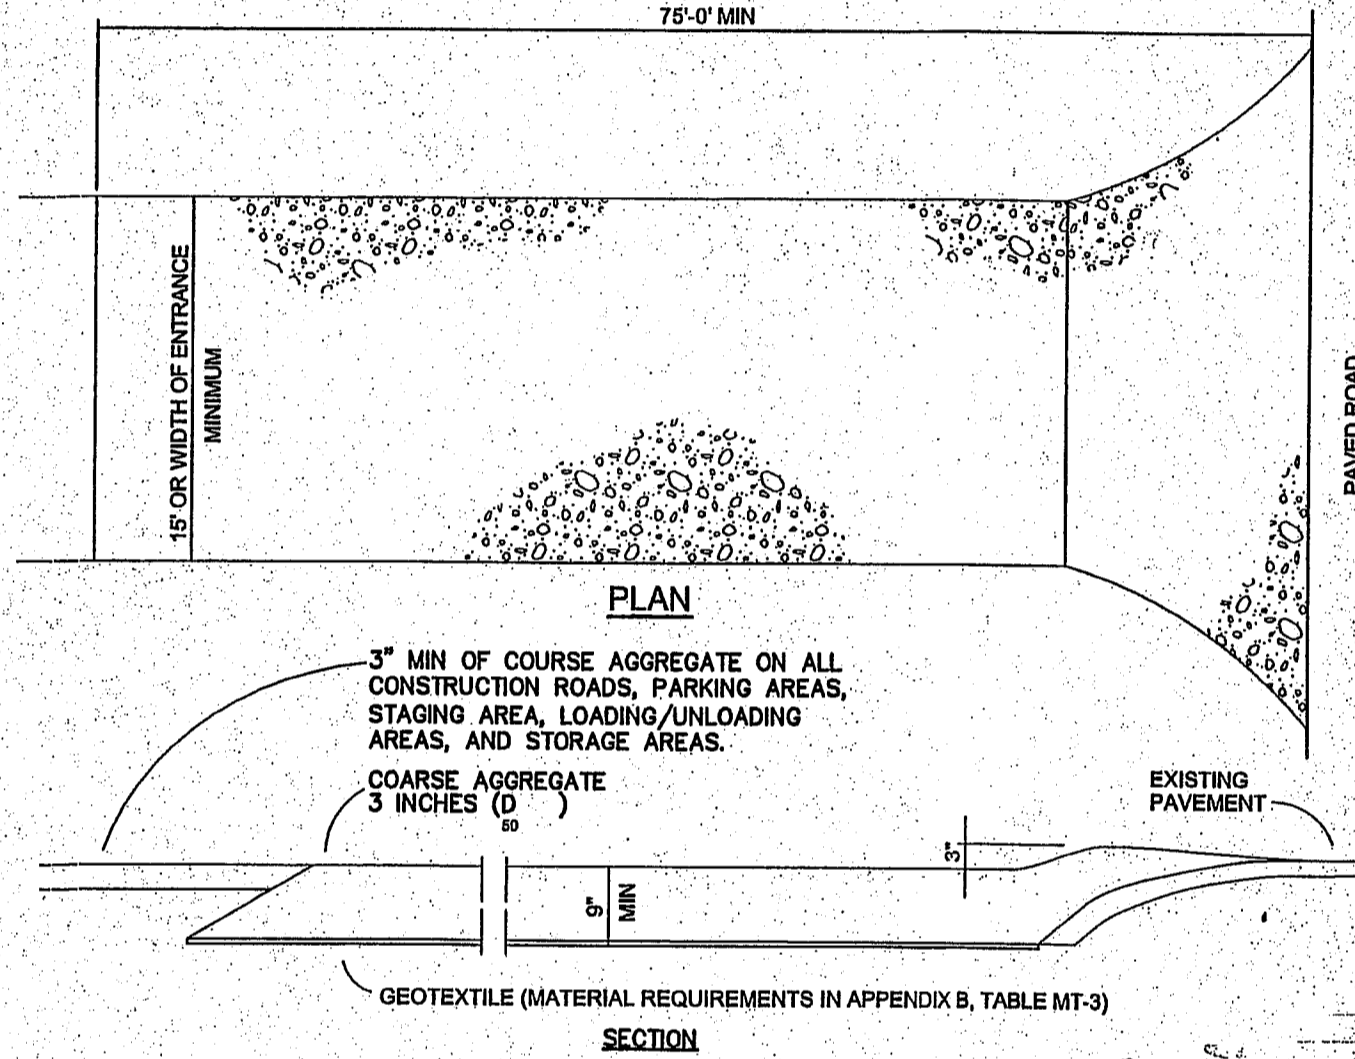 75'-0' MIN
15' OR WIDTH OF ENTRANCE
MINIMUM
PAVED ROAD
PLAN
3" MIN OF COURSE AGGREGATE ON ALL
CONSTRUCTION ROADS, PARKING AREAS,
STAGING AREA, LOADING/UNLOADING
AREAS, AND STORAGE AREAS.
COARSE AGGREGATE
3 INCHES (D50)
EXISTING
PAVEMENT
3"
9"
MIN
GEOTEXTILE (MATERIAL REQUIREMENTS IN APPENDIX B, TABLE MT-3)
SECTION